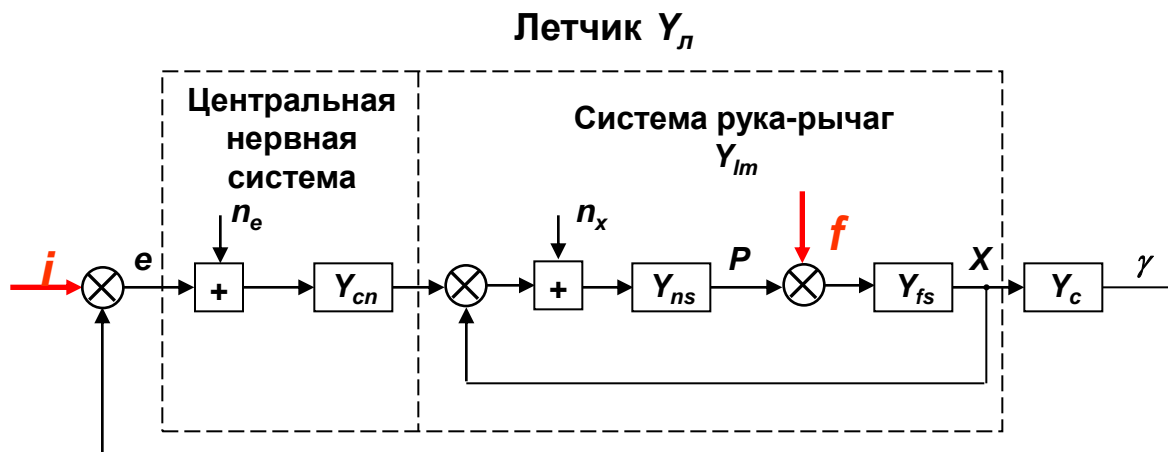 Летчик Yл
Центральная
нервная
система
Система рука-рычаг
Ylm
ne
nx
i
e
+
Ycn
+
Yns
P
f
Yfs
X
Yc
γ